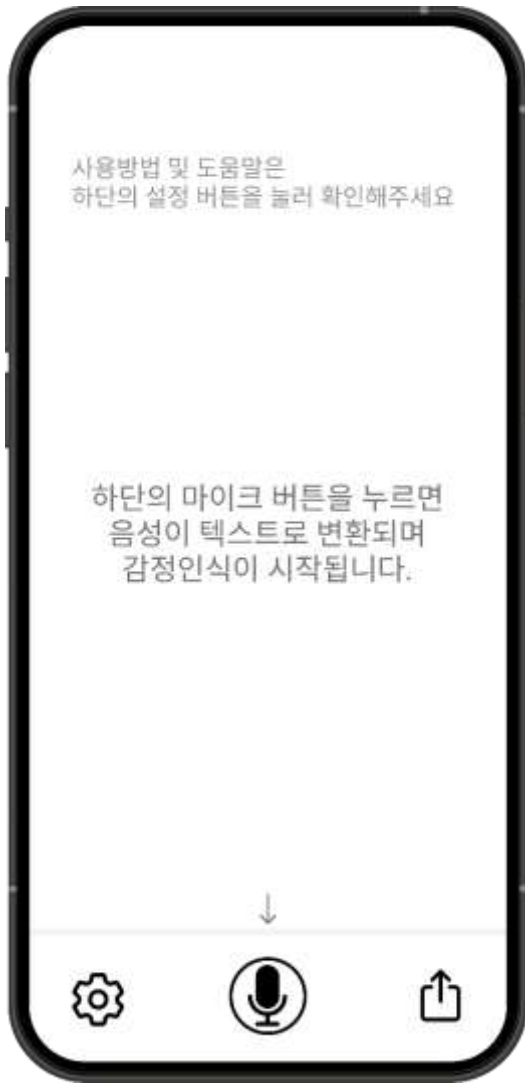 사용방법 및 도움말은
하단의 설정 버튼을 눌러 확인해주세요
하단의 마이크 버튼을 누르면
음성이 텍스트로 변환되며
감정인식이 시작됩니다.